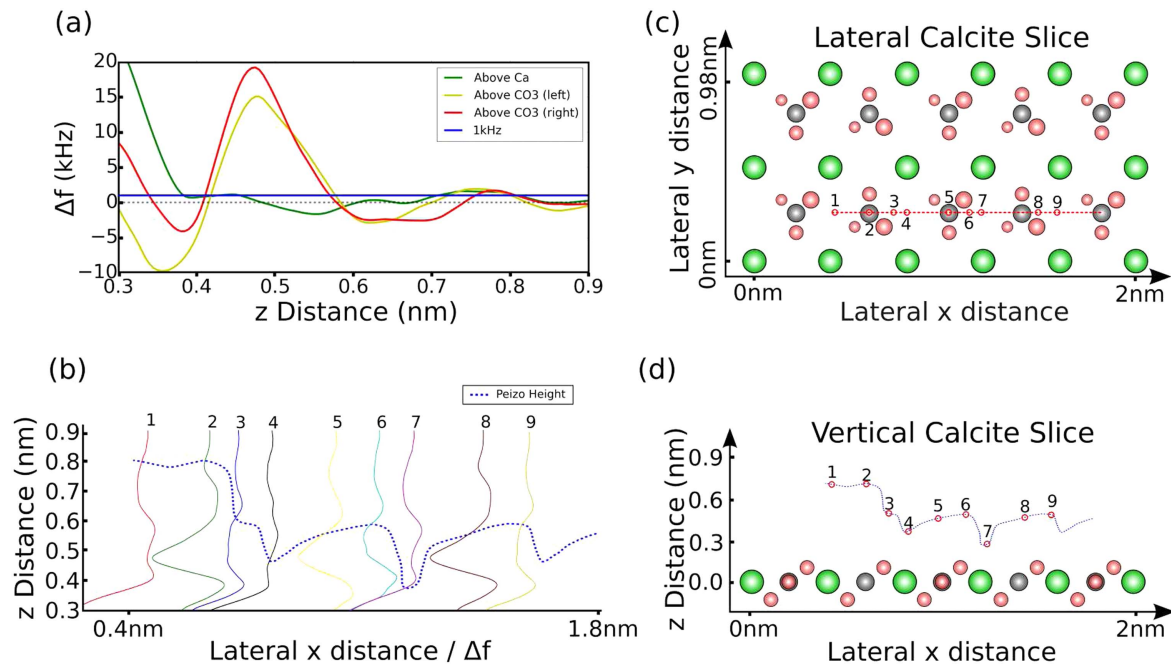 (a)
20
15
10
5
0
−5
−10
Δf (kHz)
Above Ca
Above CO3 (left)
Above CO3 (right)
1kHz
0.3 0.4 0.5 0.6 0.7 0.8 0.9
z Distance (nm)
(b)
Peizo Height
1 2 3 4 5 6 7 8 9
0.9
0.8
0.7
0.6
0.5
0.4
0.3
z Distance (nm)
0.4nm 1.8nm
Lateral x distance / Δf
(c)
Lateral Calcite Slice
0.98nm
Lateral y distance
0nm
1 2 3 4 5 6 7 8 9
0nm 2nm
Lateral x distance
(d)
Vertical Calcite Slice
0.9
0.6
0.3
0.0
z Distance (nm)
1 2 3 4 5 6 7 8 9
0nm 2nm
Lateral x distance